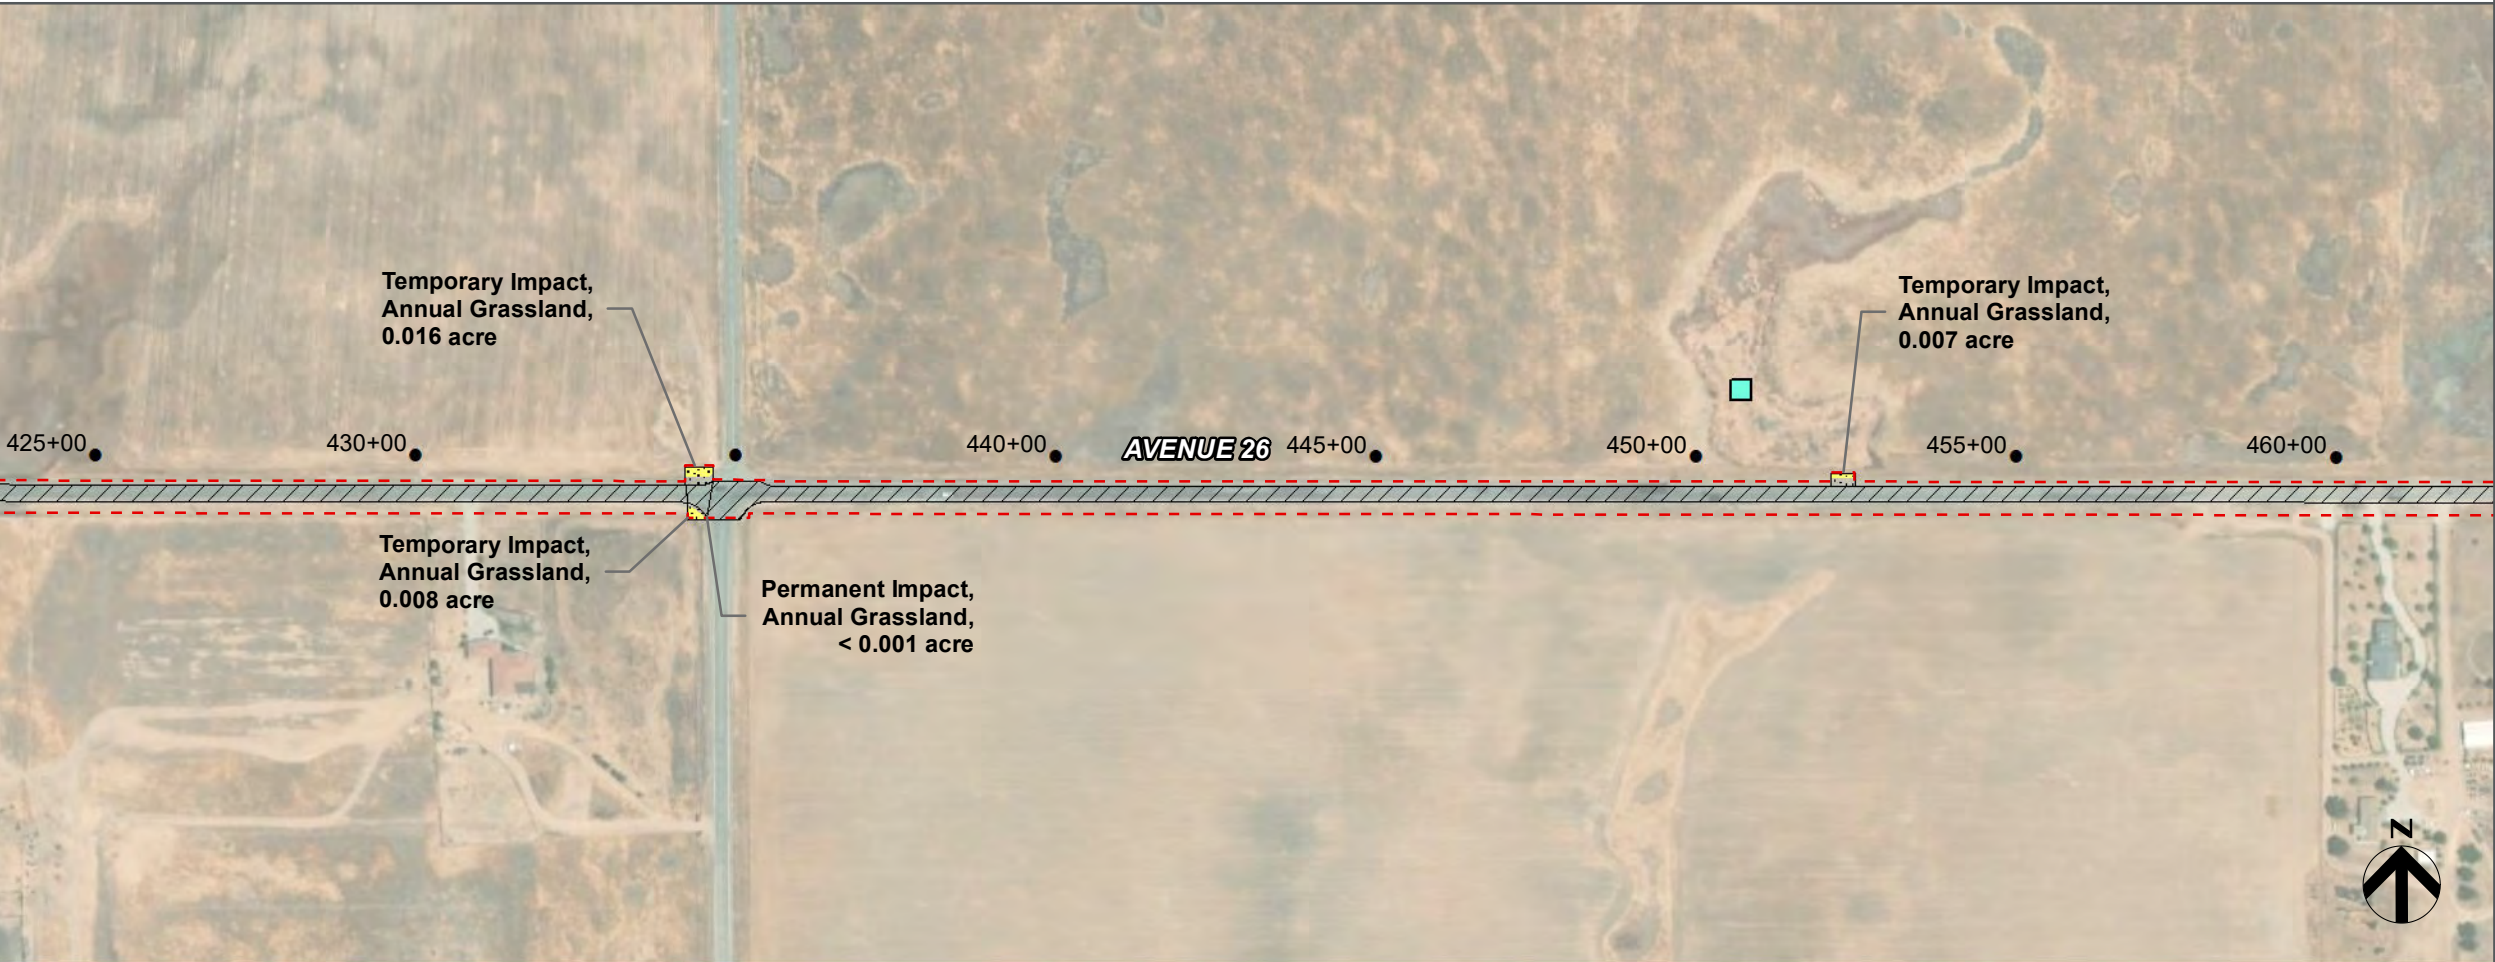 Temporary Impact,
Annual Grassland,
0.016 acre
Temporary Impact,
Annual Grassland,
0.007 acre
425+00
430+00
440+00
AVENUE 26
445+00
450+00
455+00
460+00
Temporary Impact,
Annual Grassland,
0.008 acre
Permanent Impact,
Annual Grassland,
< 0.001 acre
N